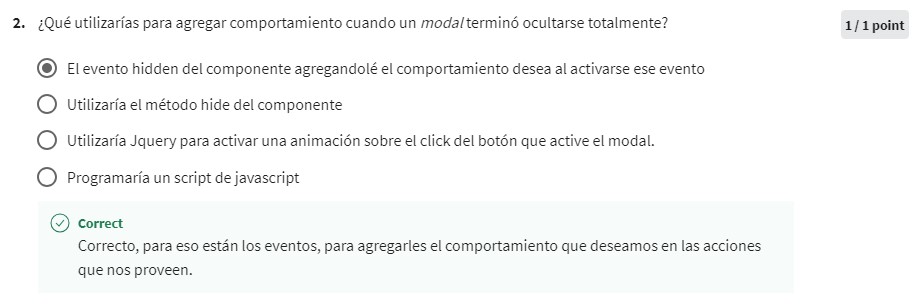 2. ¿Qué utilizarías para agregar comportamiento cuando un modal terminó ocultarse totalmente?
1 / 1 point
El evento hidden del componente agregandolé el comportamiento desea al activarse ese evento
Utilizaría el método hide del componente
Utilizaría Jquery para activar una animación sobre el click del botón que active el modal.
Programaría un script de javascript
Correct
Correcto, para eso están los eventos, para agregarles el comportamiento que deseamos en las acciones
que nos proveen.